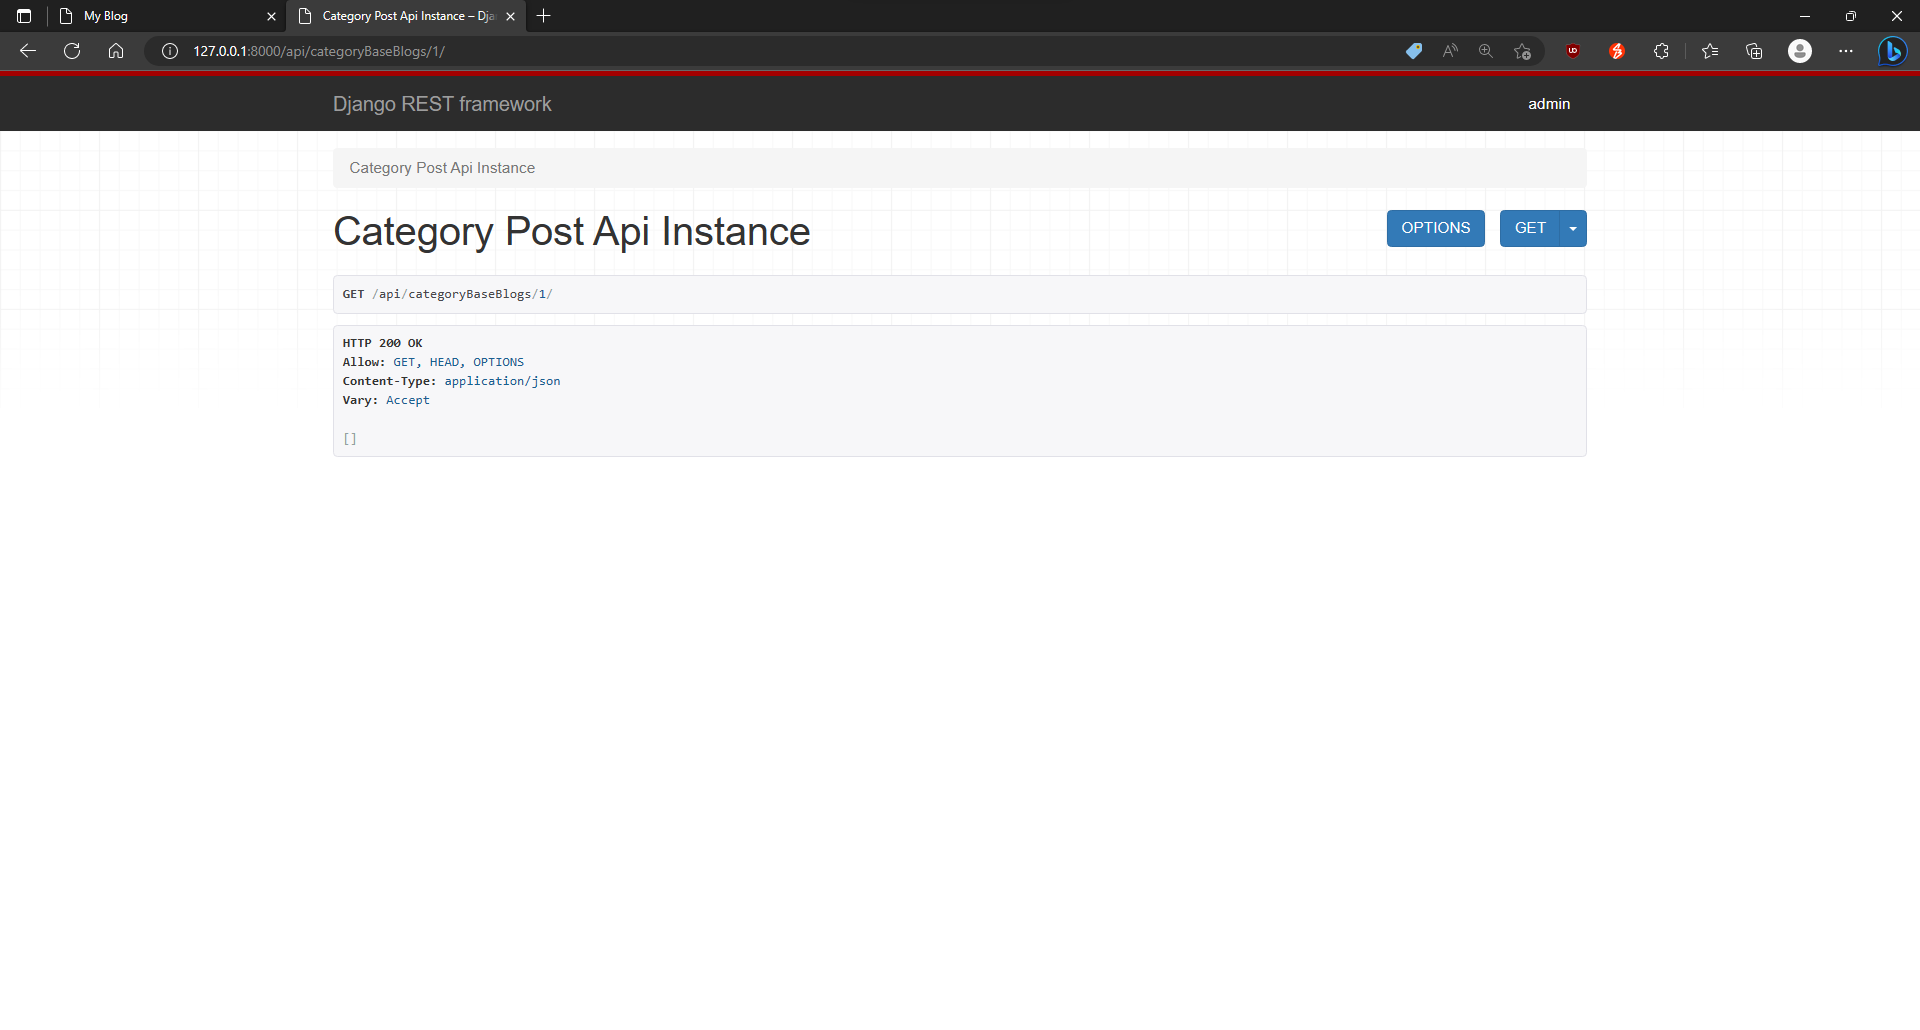 My Blog
Category Post Api Instance – Dja
127.0.0.1:8000/api/categoryBaseBlogs/1/
Django REST framework
admin
Category Post Api Instance
Category Post Api Instance
OPTIONS
GET
GET /api/categoryBaseBlogs/1/
HTTP 200 OK
Allow: GET, HEAD, OPTIONS
Content-Type: application/json
Vary: Accept
[]